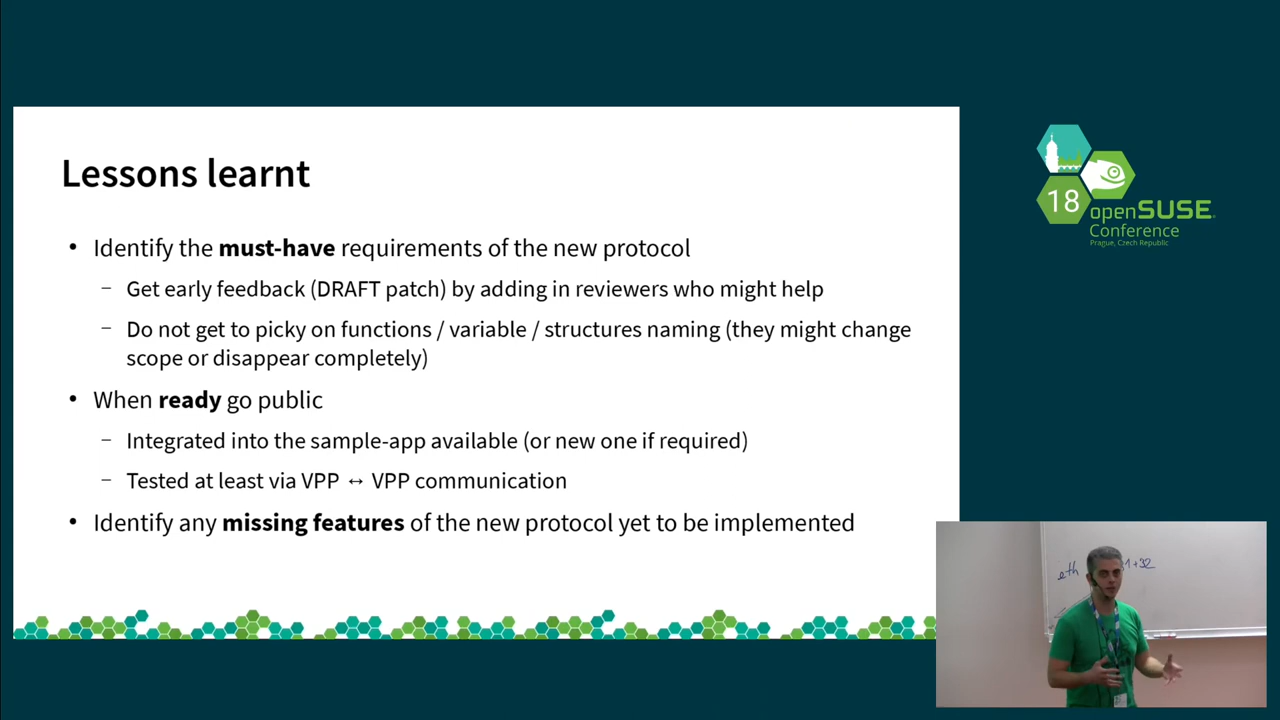 Lessons learnt
• Identify the must-have requirements of the new protocol
– Get early feedback (DRAFT patch) by adding in reviewers who might help
– Do not get to picky on functions / variable / structures naming (they might change
scope or disappear completely)
• When ready go public
– Integrated into the sample-app available (or new one if required)
– Tested at least via VPP ↔ VPP communication
• Identify any missing features of the new protocol yet to be implemented
18
openSUSE
Conference
Prague, Czech Republic
eth
1+32